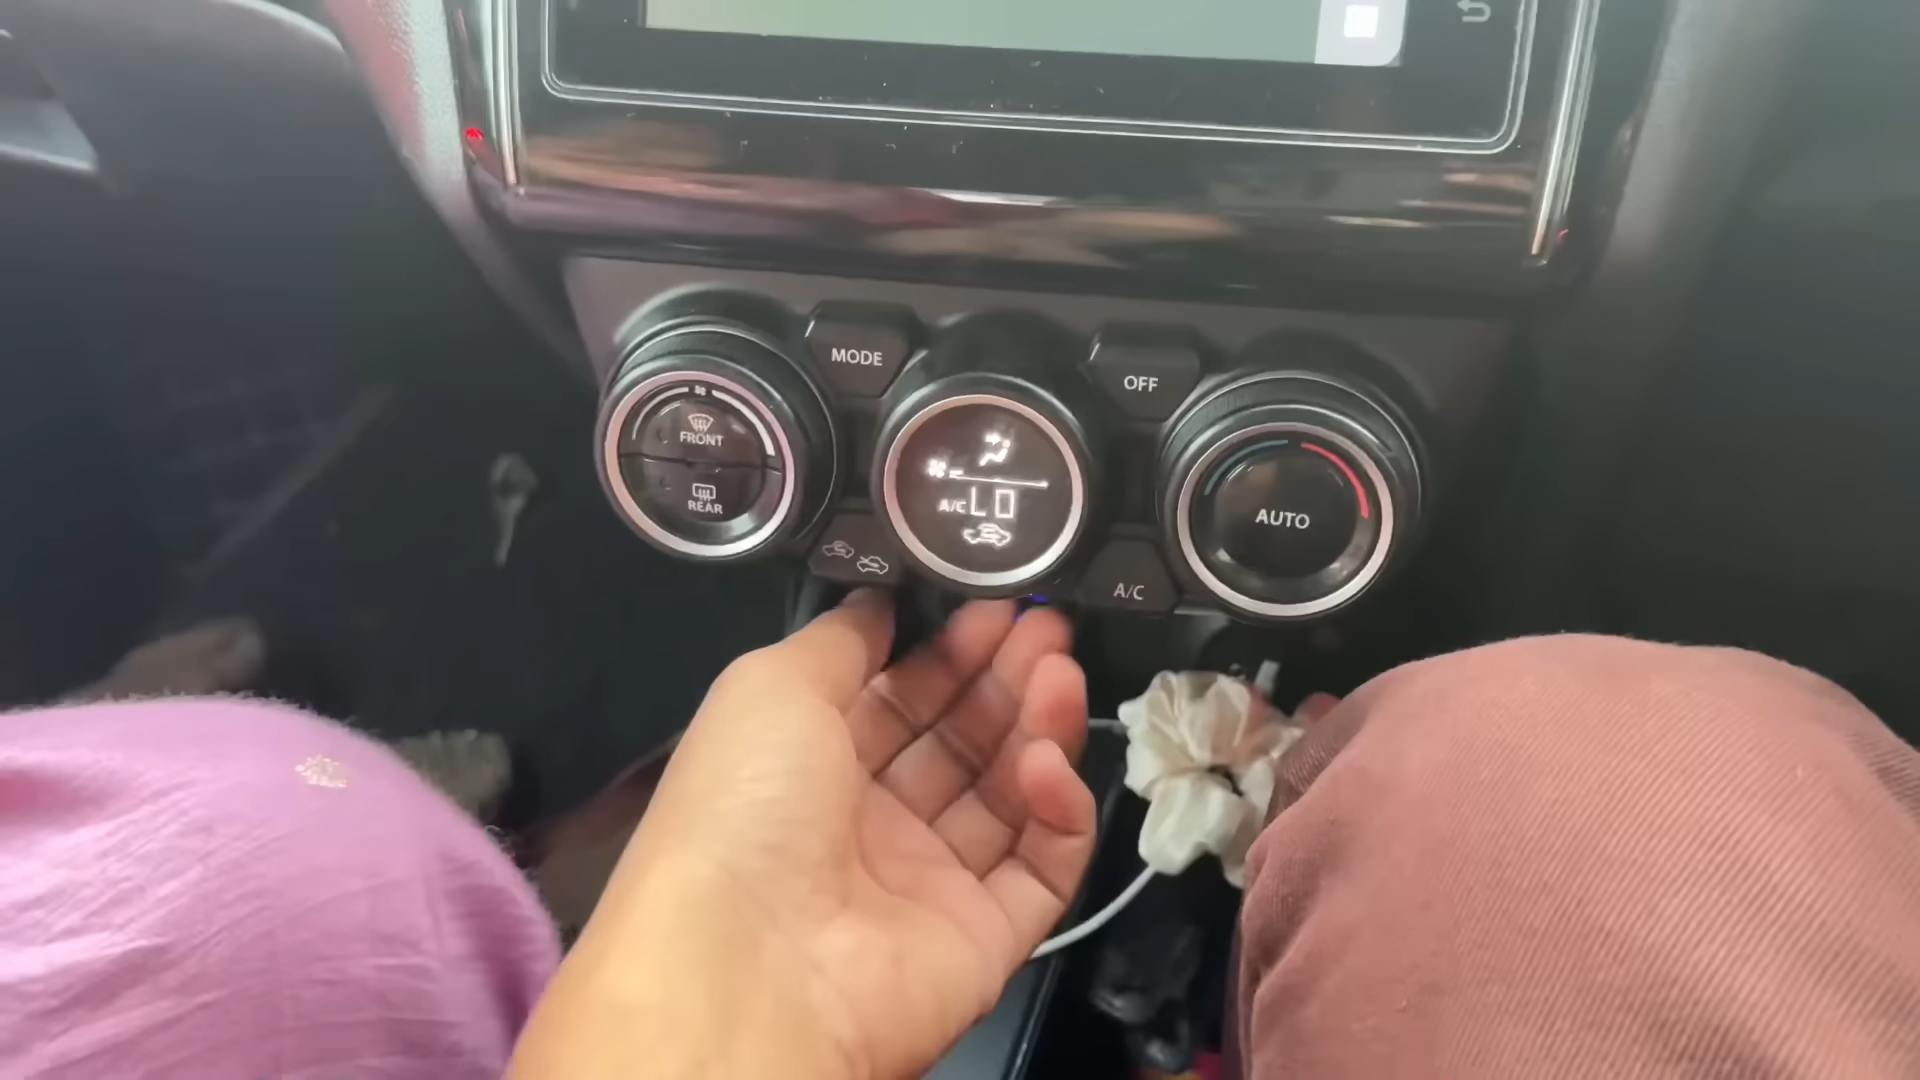 MODE
OFF
FRONT
REAR
A/C LO
AUTO
A/C